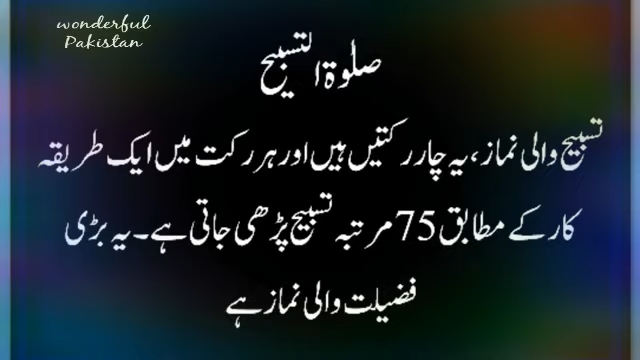 wonderful
Pakistan
صلوۃ التسبیح
تسبیح والی نماز، یہ چار رکتیں ہیں اور ہر رکت میں ایک طریقہ
کار کے مطابق 75 مرتبہ تسبیح پڑھی جاتی ہے۔ یہ بڑی
فضیلت والی نماز ہے